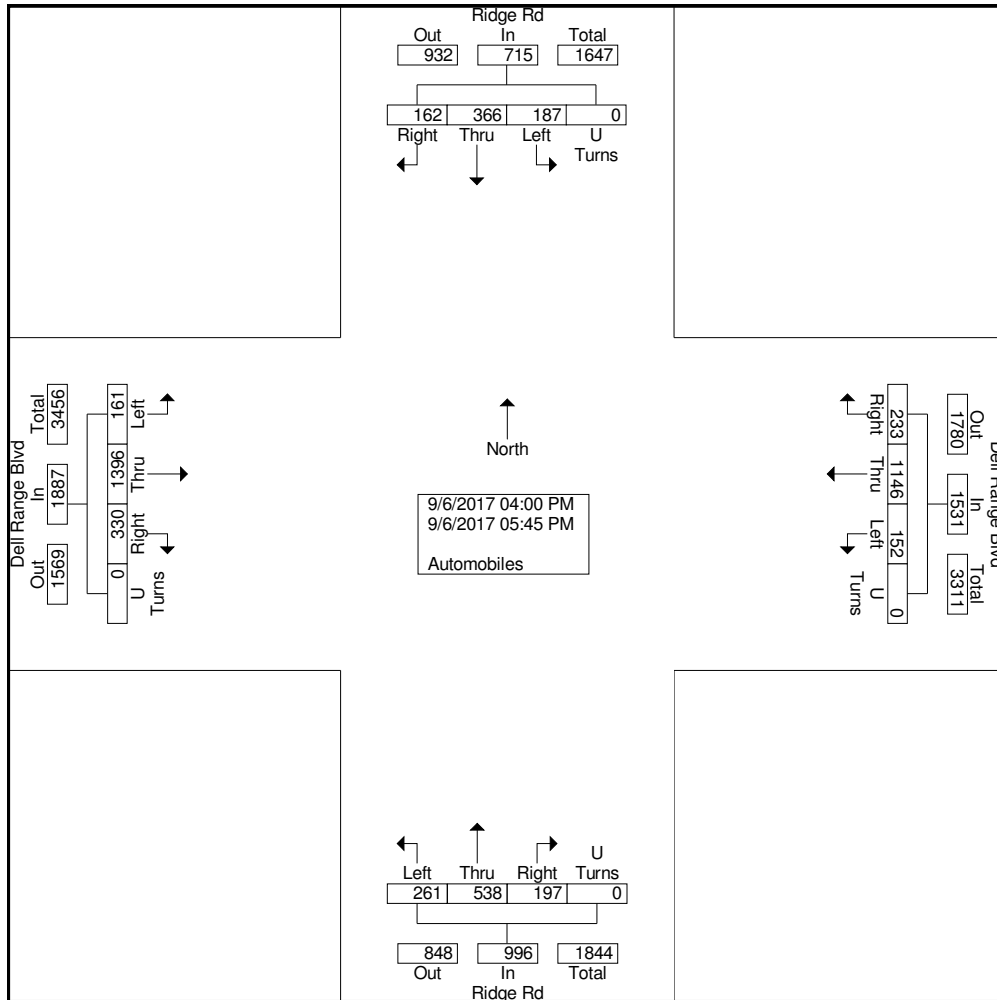 Ridge Rd
Out In Total
932 715 1647
162 366 187 0
Right Thru Left U
Turns
Dell Range Blvd
Total In Out
3456 1887 1569
161 1396 330 0
Left Thru Right U
Turns
North
9/6/2017 04:00 PM
9/6/2017 05:45 PM
Automobiles
Right Thru Left U
Turns
233 1146 152 0
Out In Total
1780 1531 3311
Dell Range Blvd
U
Left Thru Right Turns
261 538 197 0
848 996 1844
Out In Total
Ridge Rd